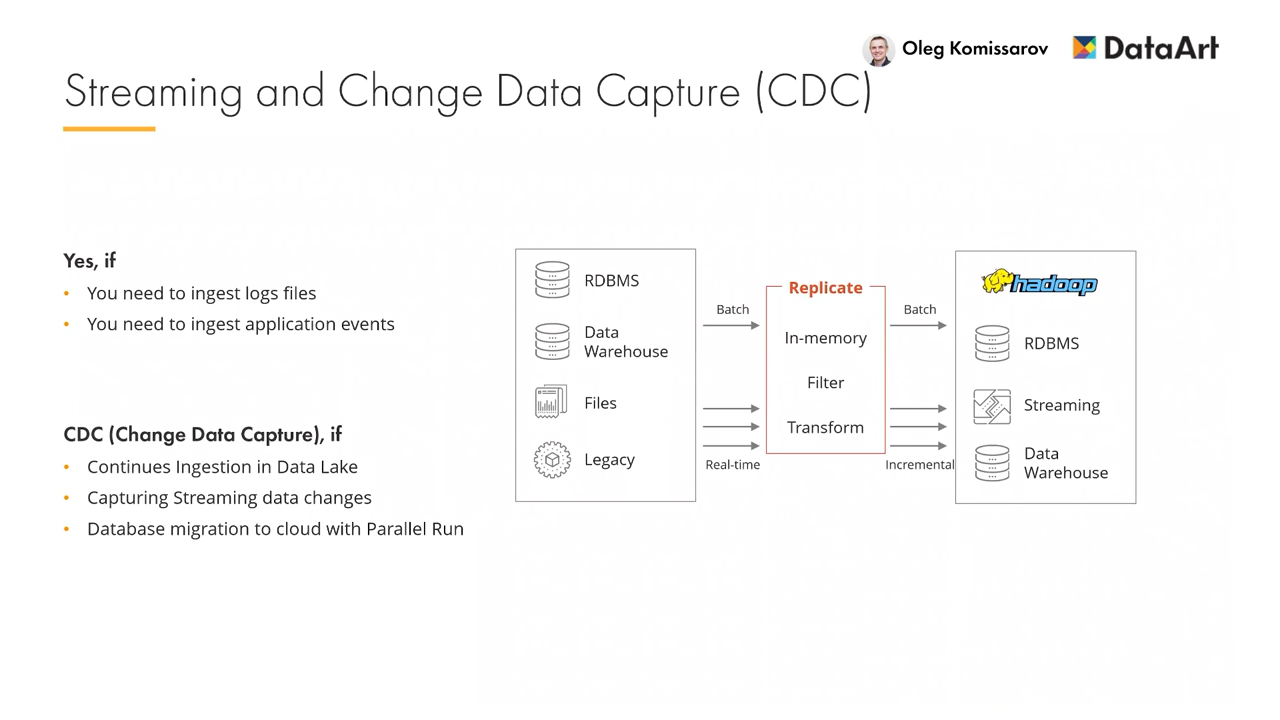 Oleg Komissarov
DataArt
Streaming and Change Data Capture (CDC)
Yes, if
• You need to ingest logs files
• You need to ingest application events
CDC (Change Data Capture), if
• Continues Ingestion in Data Lake
• Capturing Streaming data changes
• Database migration to cloud with Parallel Run
RDBMS
Data
Warehouse
Files
Legacy
Batch
Real-time
Replicate
In-memory
Filter
Transform
Batch
Incremental
hadoop
RDBMS
Streaming
Data
Warehouse